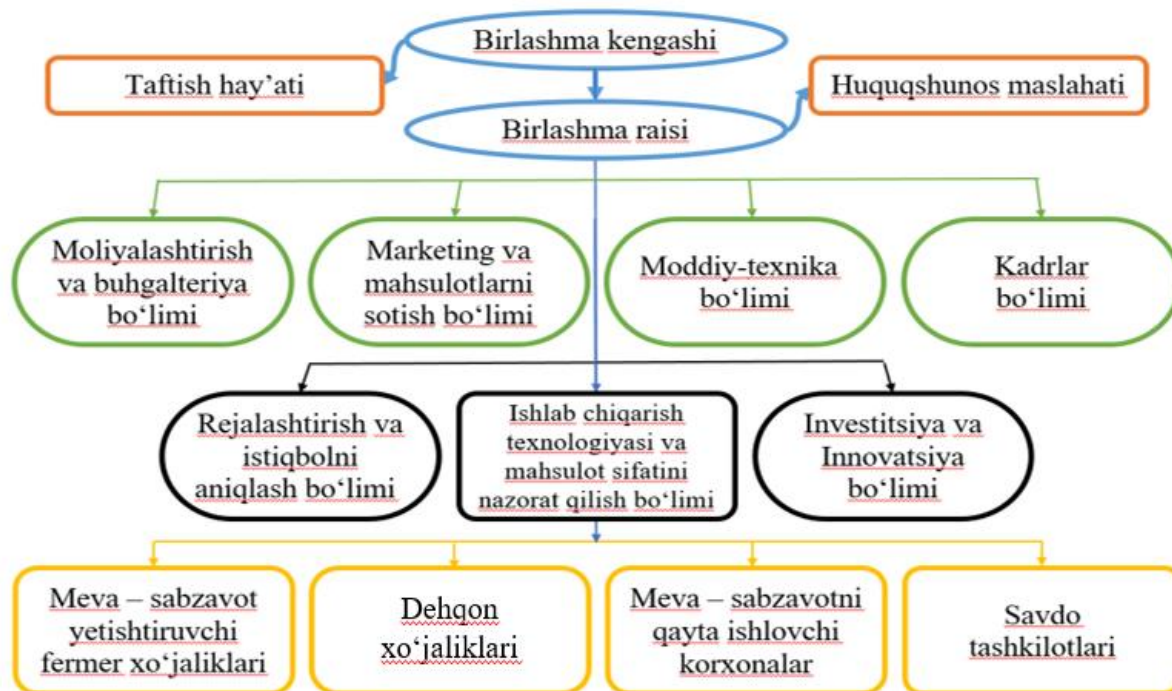 Birlashma kengashi
Taftish hay’ati
Huquqshunos maslahati
Birlashma raisi
Moliyalashtirish
va buhgalteriya
bo‘limi
Marketing va
mahsulotlarni
sotish bo‘limi
Moddiy-texnika
bo‘limi
Kadrlar
bo‘limi
Rejalashtirish va
istiqbolni
aniqlash bo‘limi
Ishlab chiqarish
texnologiyasi va
mahsulot sifatini
nazorat qilish bo‘limi
Investitsiya va
Innovatsiya
bo‘limi
Meva – sabzavot
yetishtiruvchi
fermer xo‘jaliklari
Dehqon
xo‘jaliklari
Meva – sabzavotni
qayta ishlovchi
korxonalar
Savdo
tashkilotlari